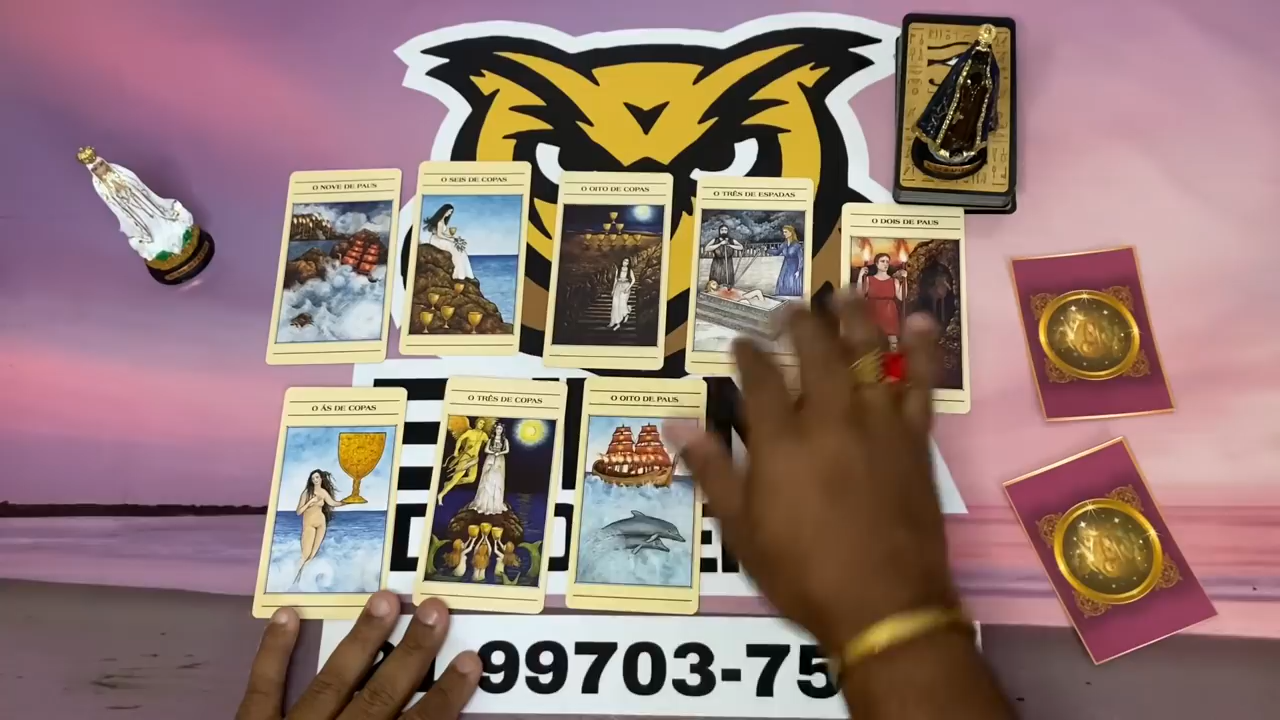 O NOVE DE PAUS
O SEIS DE COPAS
O OITO DE COPAS
O TRÊS DE ESPADAS
O DOIS DE PAUS
O ÁS DE COPAS
O TRÊS DE COPAS
O OITO DE PAUS
99703-75